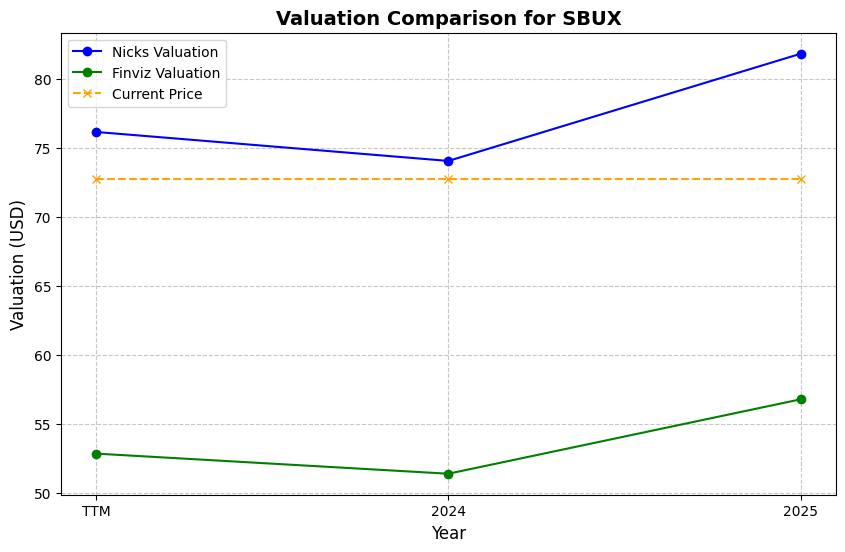 Valuation Comparison for SBUX
Nicks Valuation
Finviz Valuation
Current Price
Valuation (USD)
80
75
70
65
60
55
50
TTM 2024 2025
Year